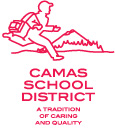 CAMAS
SCHOOL
DISTRICT
A TRADITION
OF CARING
AND QUALITY